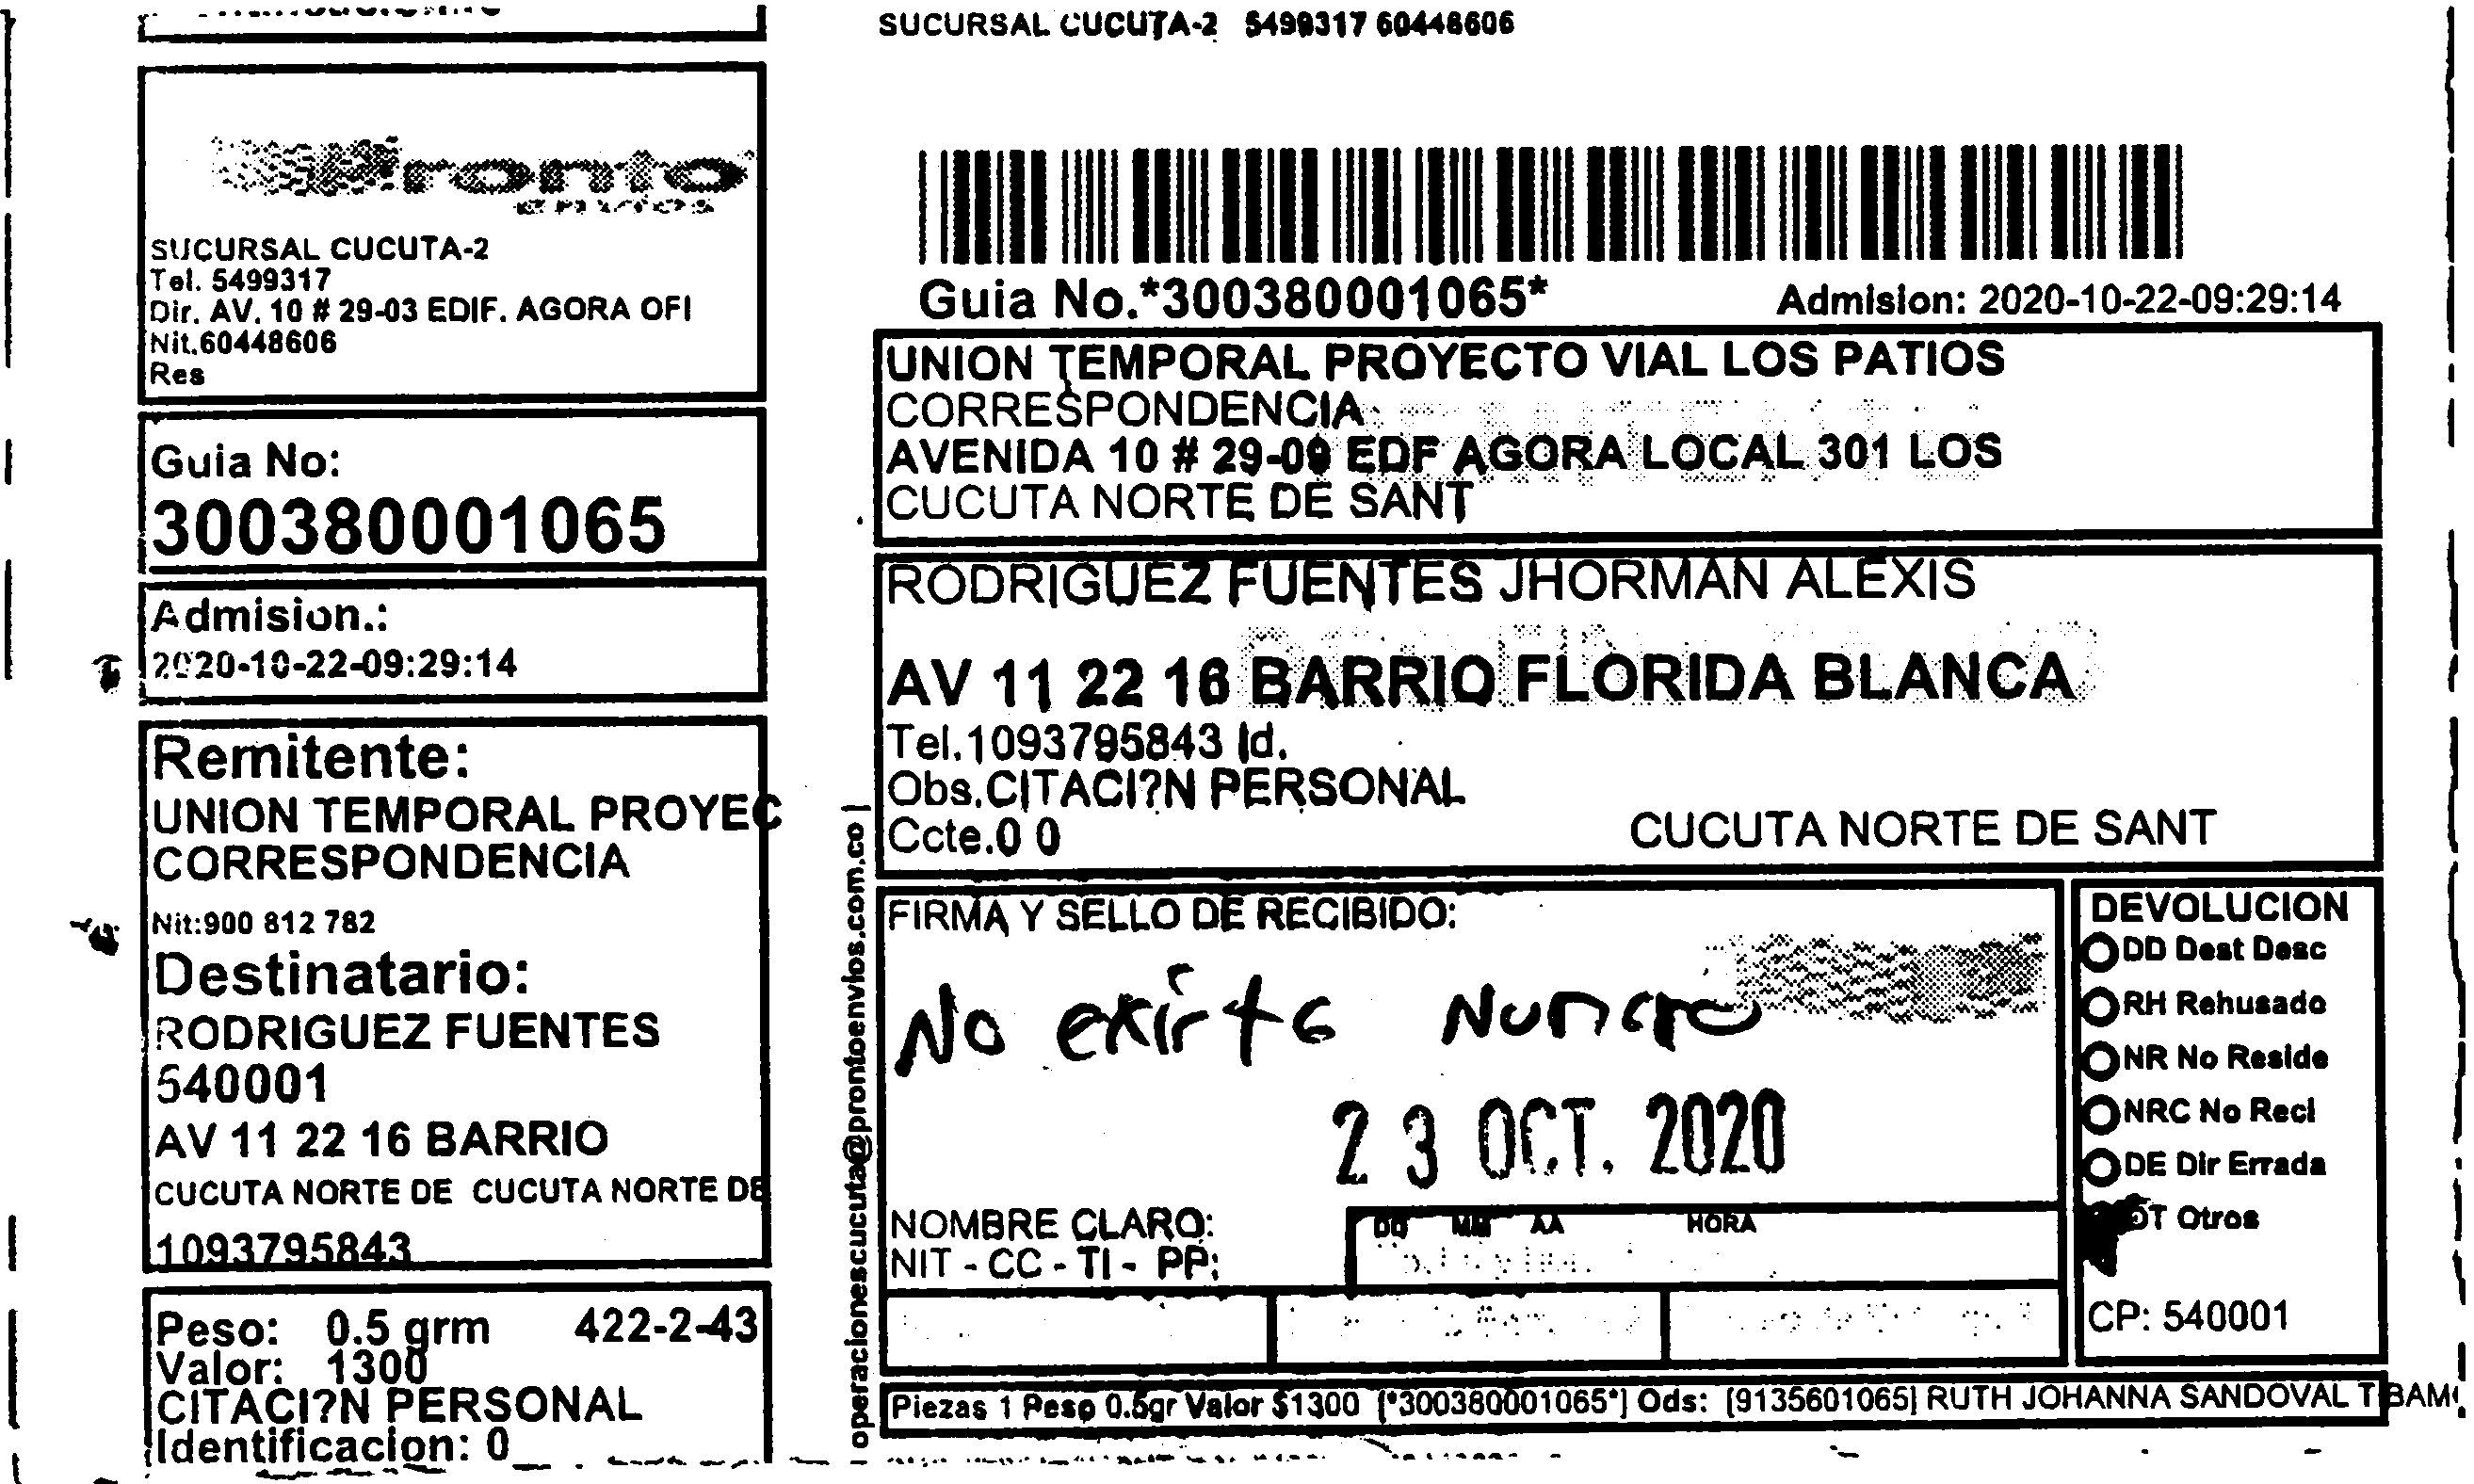 SUCURSAL CUCUTA-2 5499317 60448606
Pronto
envios
SUCURSAL CUCUTA-2
Tel. 5499317
Dir. AV. 10 # 29-03 EDIF. AGORA OFI
Nit.60448606
Res
Guia No:
300380001065
Admision.:
2020-10-22-09:29:14
Remitente:
UNION TEMPORAL PROYEC
CORRESPONDENCIA
Nit:900 812 782
Destinatario:
RODRIGUEZ FUENTES
540001
AV 11 22 16 BARRIO
CUCUTA NORTE DE CUCUTA NORTE DE
1093795843
Peso: 0.5 grm 422-2-43
Valor: 1300
CITACI?N PERSONAL
Identificacion: 0
operacionescucuta@prontoenvios.com.co |
Guia No.*300380001065*
Admision: 2020-10-22-09:29:14
UNION TEMPORAL PROYECTO VIAL LOS PATIOS
CORRESPONDENCIA
AVENIDA 10 # 29-09 EDF AGORA LOCAL 301 LOS
CUCUTA NORTE DE SANT
RODRIGUEZ FUENTES JHORMAN ALEXIS
AV 11 22 16 BARRIO FLORIDA BLANCA
Tel.1093795843 Id.
Obs.CITACI?N PERSONAL
Ccte.0 0
CUCUTA NORTE DE SANT
FIRMA Y SELLO DE RECIBIDO:
No existe Numero
23 OCT. 2020
NOMBRE CLARO:
NIT - CC - TI - PP:
DD MM AA HORA
DEVOLUCION
DD Dest Desc
RH Rehusado
NR No Reside
NRC No Recl
DE Dir Errada
OT Otros
CP: 540001
Piezas 1 Peso 0.5gr Valor $1300 [*300380001065*] Ods: [9135601065] RUTH JOHANNA SANDOVAL TIBAM